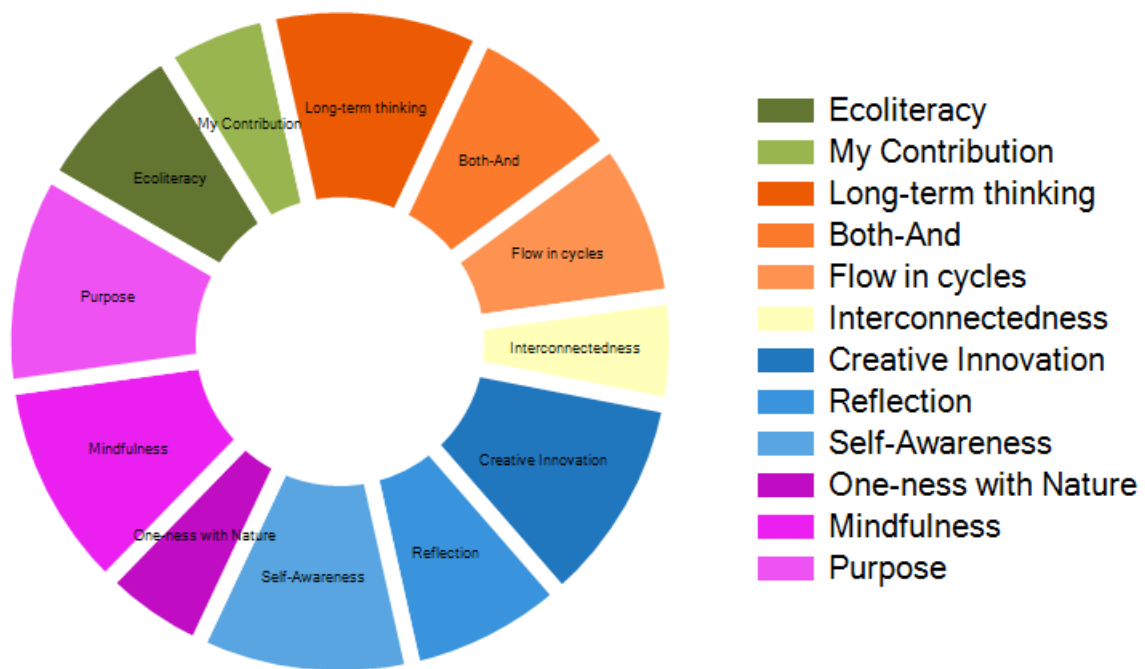 Long-term thinking
My Contribution
Both-And
Ecoliteracy
Flow in cycles
Purpose
Interconnectedness
Mindfulness
Creative Innovation
One-ness with Nature
Reflection
Self-Awareness
Ecoliteracy
My Contribution
Long-term thinking
Both-And
Flow in cycles
Interconnectedness
Creative Innovation
Reflection
Self-Awareness
One-ness with Nature
Mindfulness
Purpose